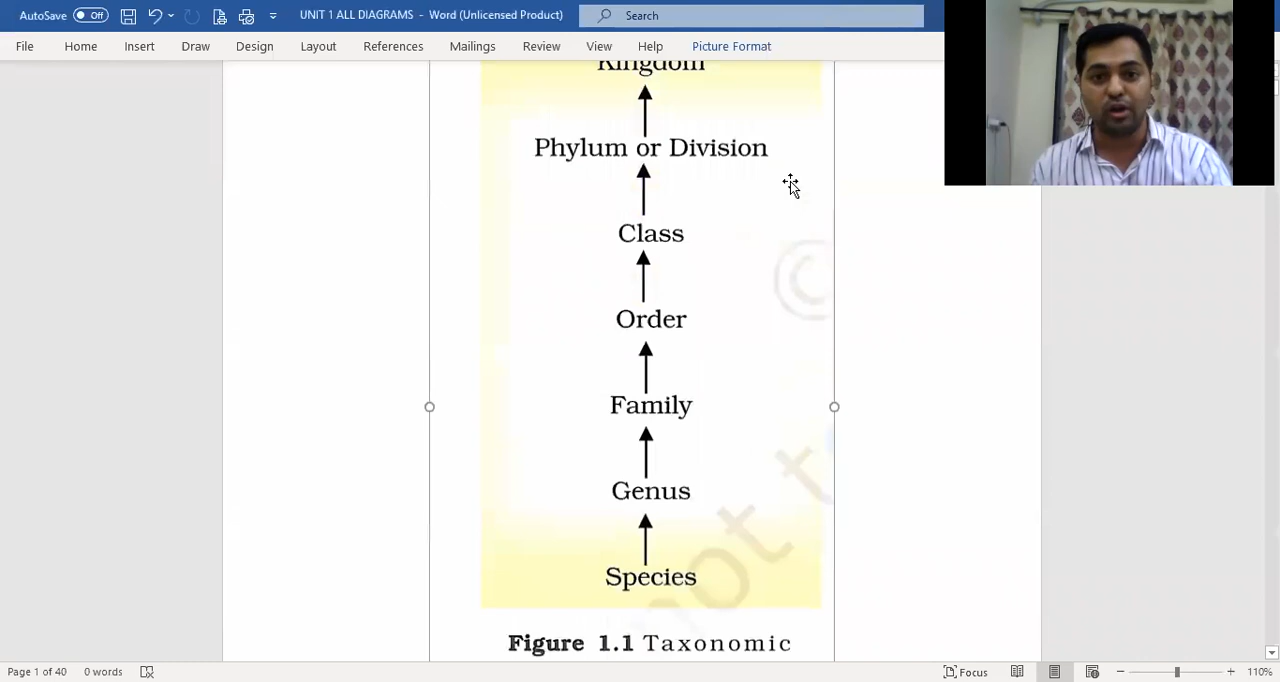 AutoSave Off UNIT 1 ALL DIAGRAMS - Word (Unlicensed Product) Search
File Home Insert Draw Design Layout References Mailings Review View Help Picture Format
Kingdom
Phylum or Division
Class
©
Order
Family
Genus
Species
not t
Figure 1.1 Taxonomic
Page 1 of 40 0 words Focus 110%